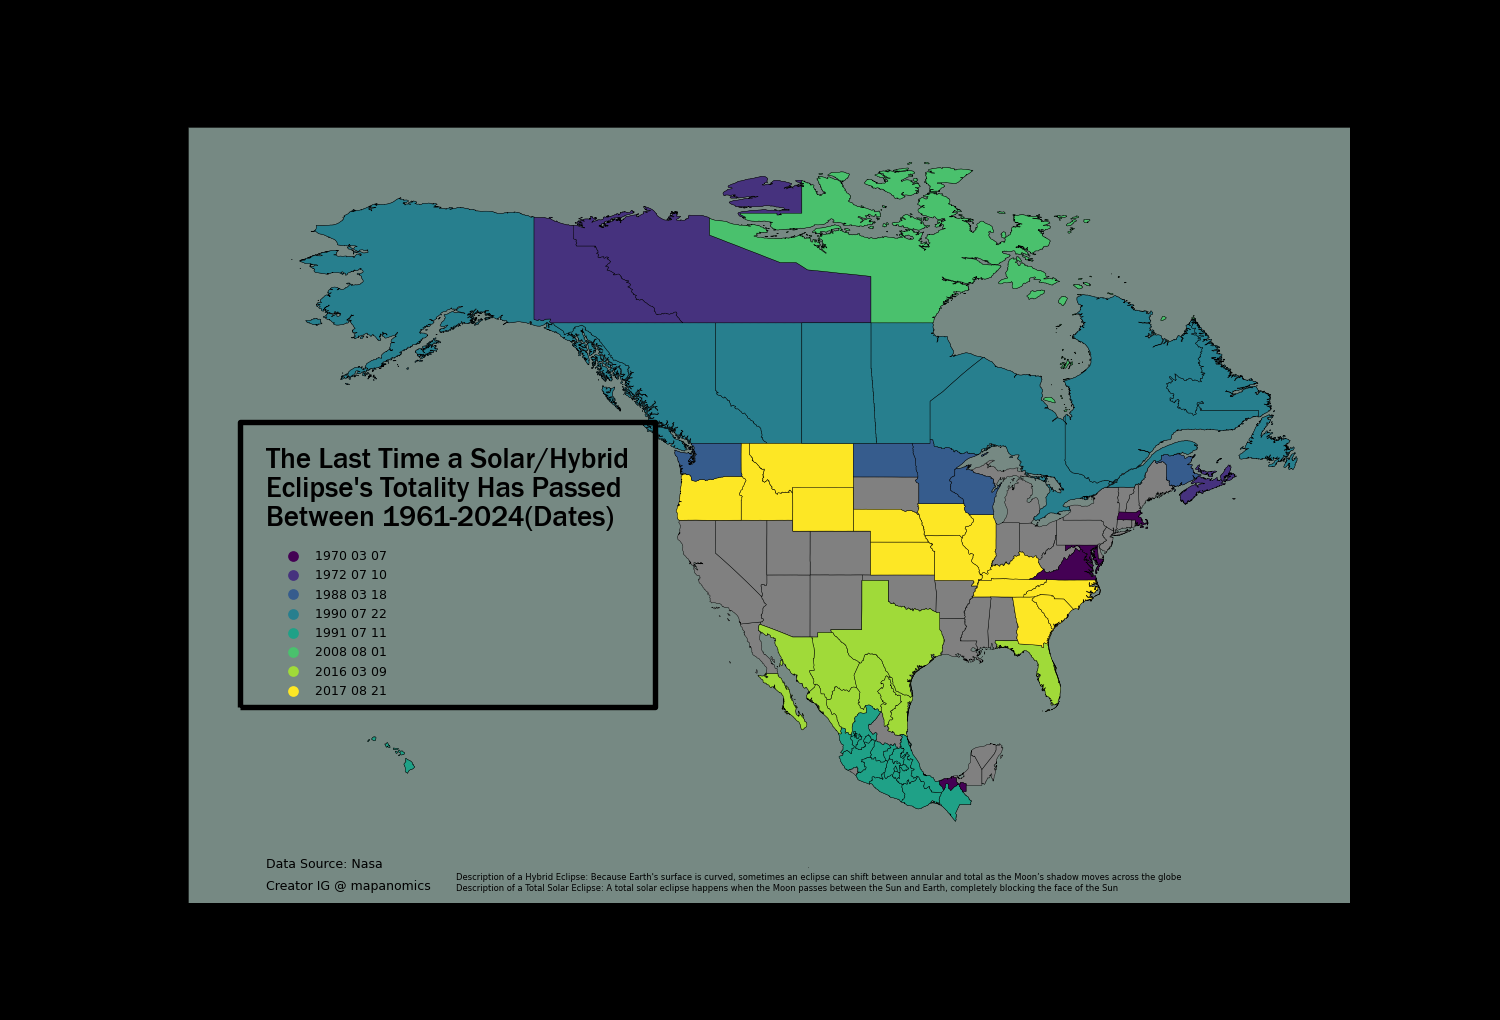 The Last Time a Solar/Hybrid
Eclipse's Totality Has Passed
Between 1961-2024(Dates)
1970 03 07
1972 07 10
1988 03 18
1990 07 22
1991 07 11
2008 08 01
2016 03 09
2017 08 21
Data Source: Nasa
Creator IG @ mapanomics
Description of a Hybrid Eclipse: Because Earth's surface is curved, sometimes an eclipse can shift between annular and total as the Moon's shadow moves across the globe
Description of a Total Solar Eclipse: A total solar eclipse happens when the Moon passes between the Sun and Earth, completely blocking the face of the Sun